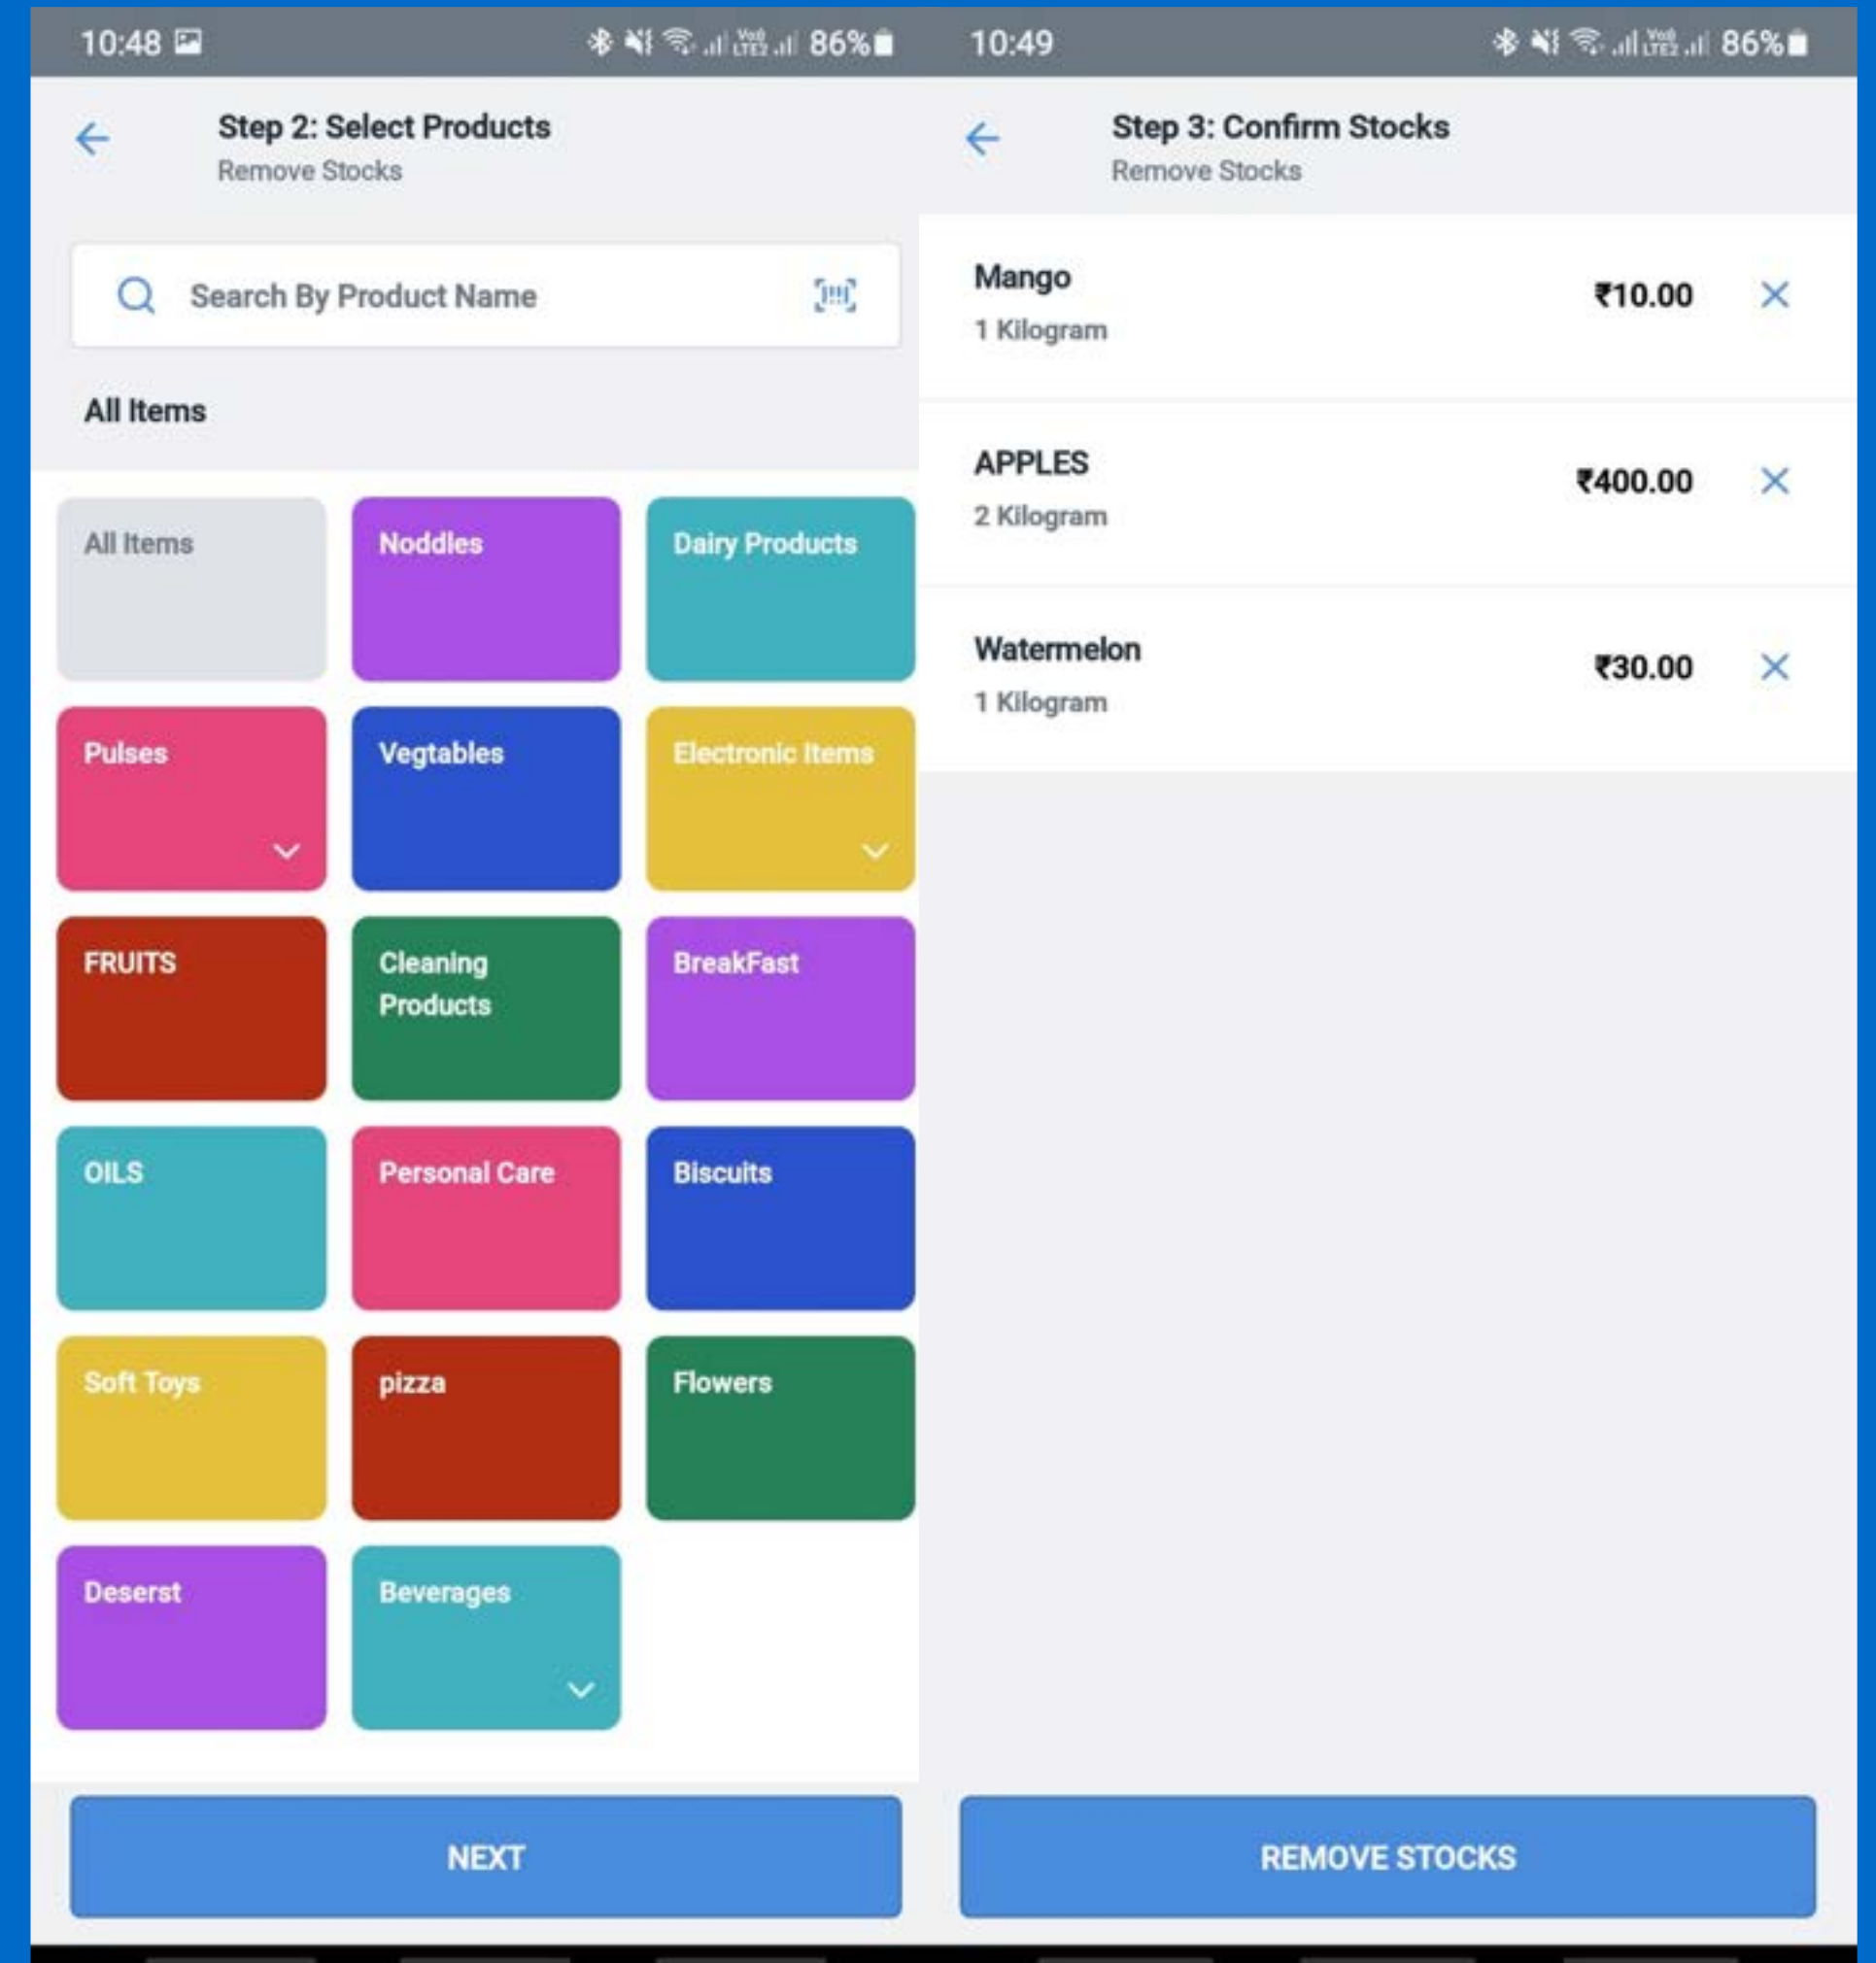 10:48
86%
Step 2: Select Products
Remove Stocks
Search By Product Name
All Items
All Items
Noddles
Dairy Products
Pulses
Vegtables
Electronic Items
FRUITS
Cleaning
Products
BreakFast
OILS
Personal Care
Biscuits
Soft Toys
pizza
Flowers
Deserst
Beverages
NEXT
10:49
86%
Step 3: Confirm Stocks
Remove Stocks
Mango
₹10.00
1 Kilogram
APPLES
₹400.00
2 Kilogram
Watermelon
₹30.00
1 Kilogram
REMOVE STOCKS